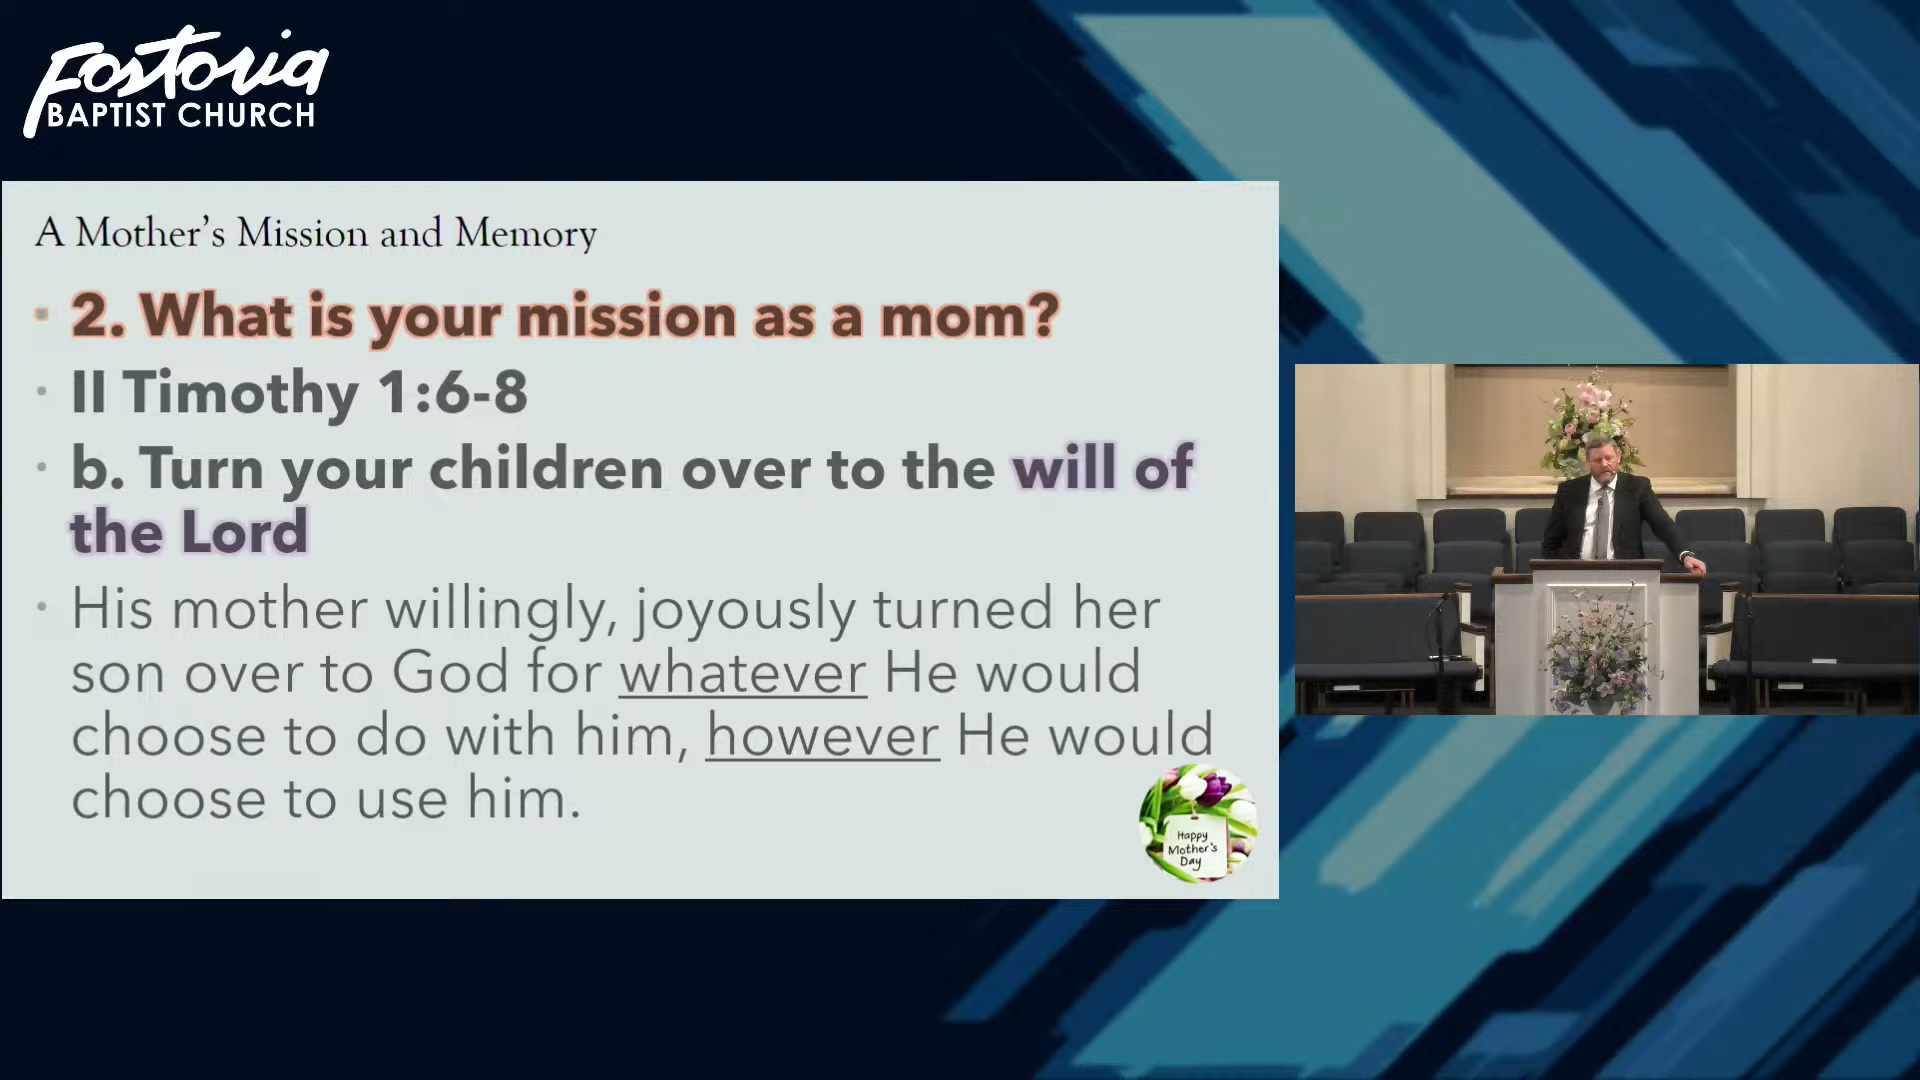 Fostoria
BAPTIST CHURCH
A Mother's Mission and Memory
2. What is your mission as a mom?
II Timothy 1:6-8
b. Turn your children over to the will of
the Lord
His mother willingly, joyously turned her
son over to God for whatever He would
choose to do with him, however He would
choose to use him.
Happy
Mother's
Day